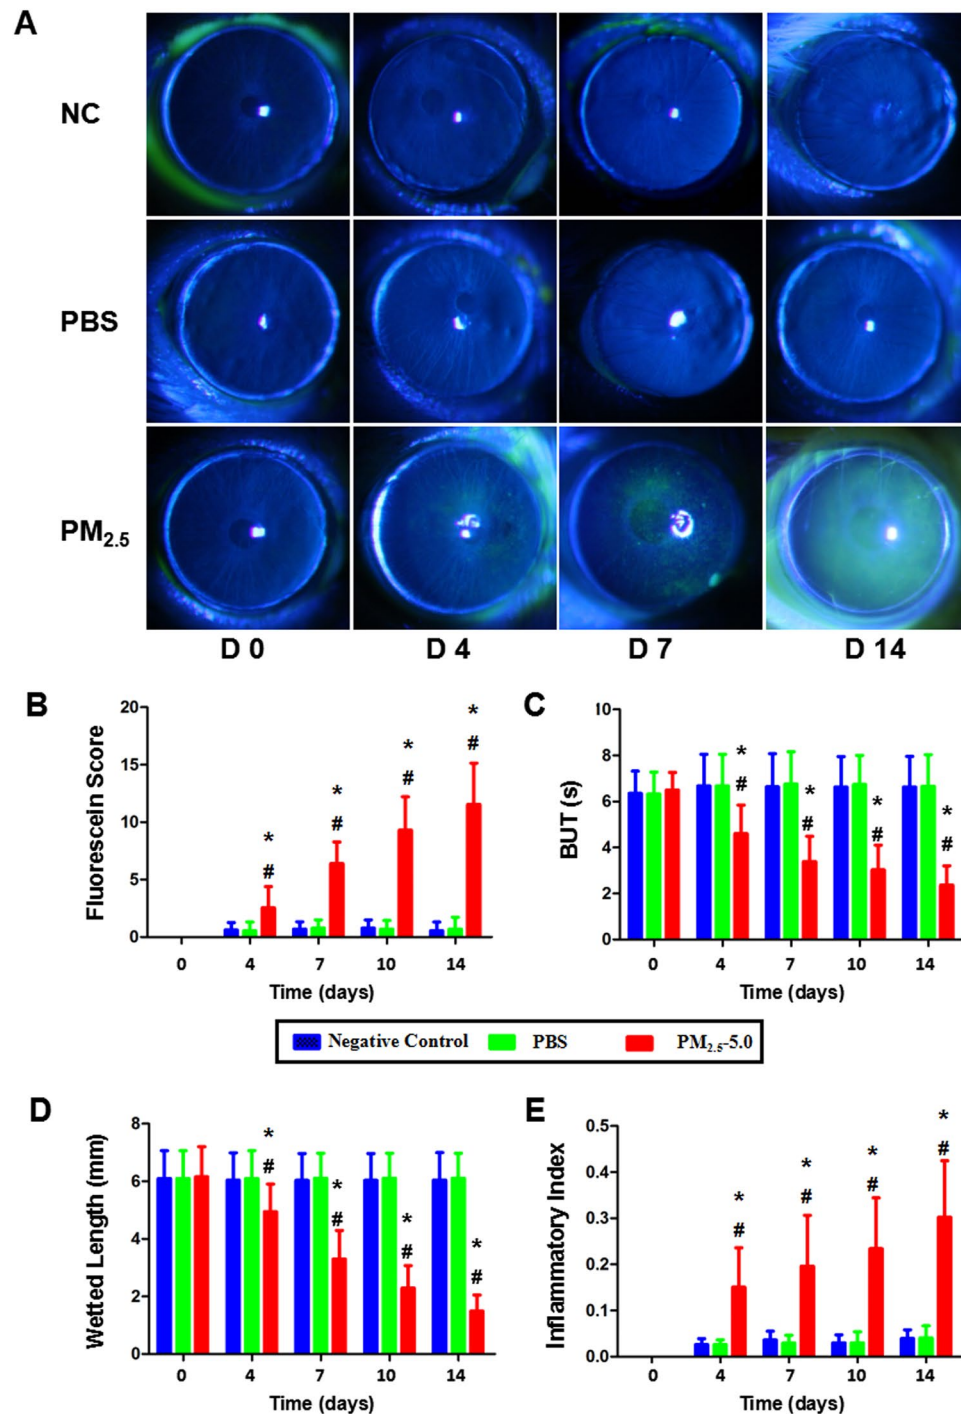 A
NC
PBS
PM2.5
D 0 D 4 D 7 D 14
B
Fluorescein Score
20
15
10
5
0
* # * # * # * #
0 4 7 10 14
Time (days)
C
BUT (s)
10
8
6
4
2
0
* # * # * # * #
0 4 7 10 14
Time (days)
Negative Control PBS PM2.5-5.0
D
Wetted Length (mm)
8
6
4
2
0
* # * # * # * #
0 4 7 10 14
Time (days)
E
Inflammatory Index
0.5
0.4
0.3
0.2
0.1
0.0
* # * # * # * #
0 4 7 10 14
Time (days)